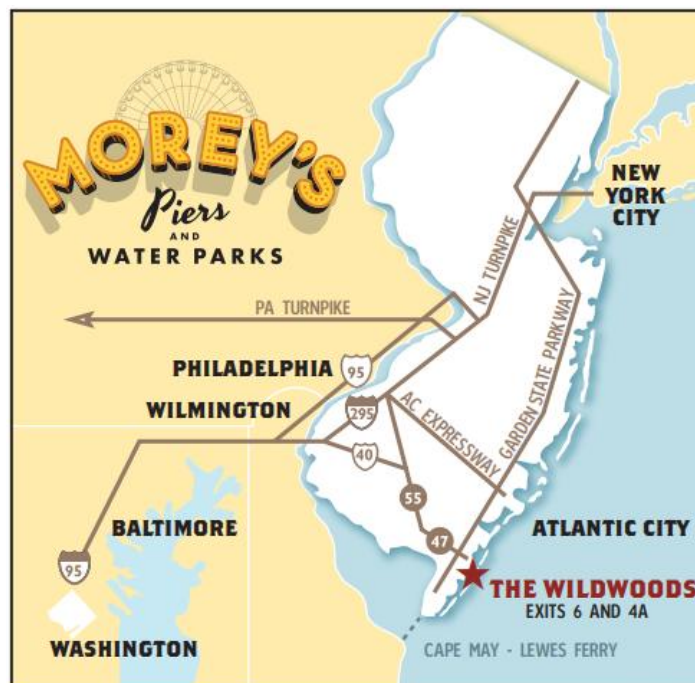 MOREY'S
Piers
AND
WATER PARKS
NEW
YORK
CITY
NJ TURNPIKE
PA TURNPIKE
GARDEN STATE PARKWAY
PHILADELPHIA
95
WILMINGTON
295
AC EXPRESSWAY
40
55
BALTIMORE
ATLANTIC CITY
47
95
THE WILDWOODS
EXITS 6 AND 4A
WASHINGTON
CAPE MAY - LEWES FERRY